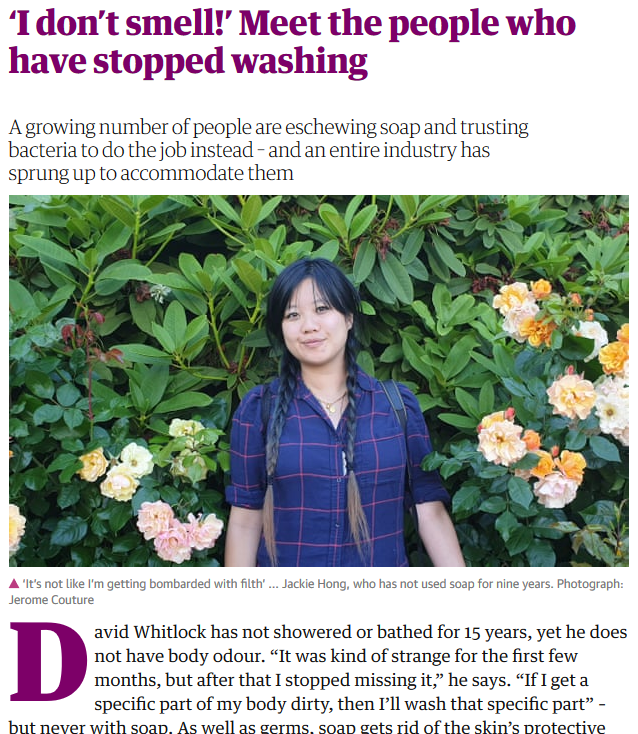 ‘I don’t smell!’ Meet the people who
have stopped washing
A growing number of people are eschewing soap and trusting
bacteria to do the job instead – and an entire industry has
sprung up to accommodate them
‘It’s not like I’m getting bombarded with filth’ ... Jackie Hong, who has not used soap for nine years. Photograph:
Jerome Couture
David Whitlock has not showered or bathed for 15 years, yet he does
not have body odour. “It was kind of strange for the first few
months, but after that I stopped missing it,” he says. “If I get a
specific part of my body dirty, then I’ll wash that specific part” –
but never with soap. As well as germs, soap gets rid of the skin’s protective